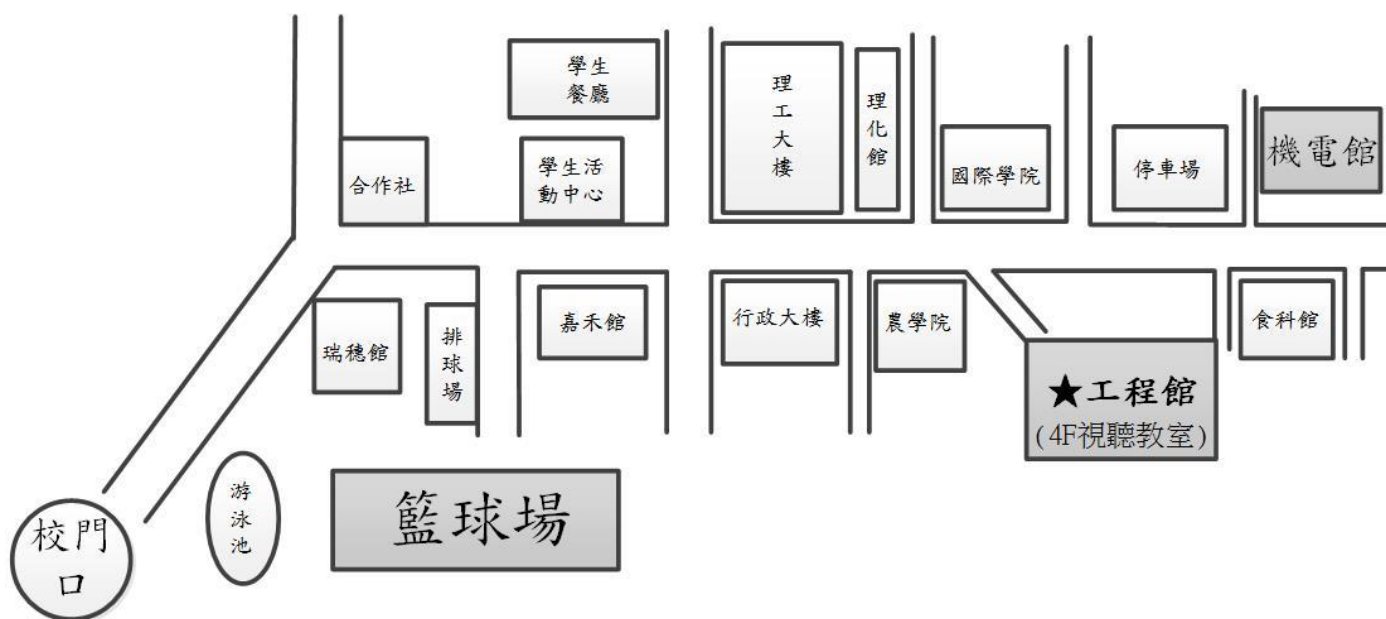 學生
餐廳
理工大樓
理化館
機電館
合作社
學生活
動中心
國際學院
停車場
瑞穗館
排球場
嘉禾館
行政大樓
農學院
食科館
★工程館
(4F視聽教室)
游泳池
籃球場
校門
口